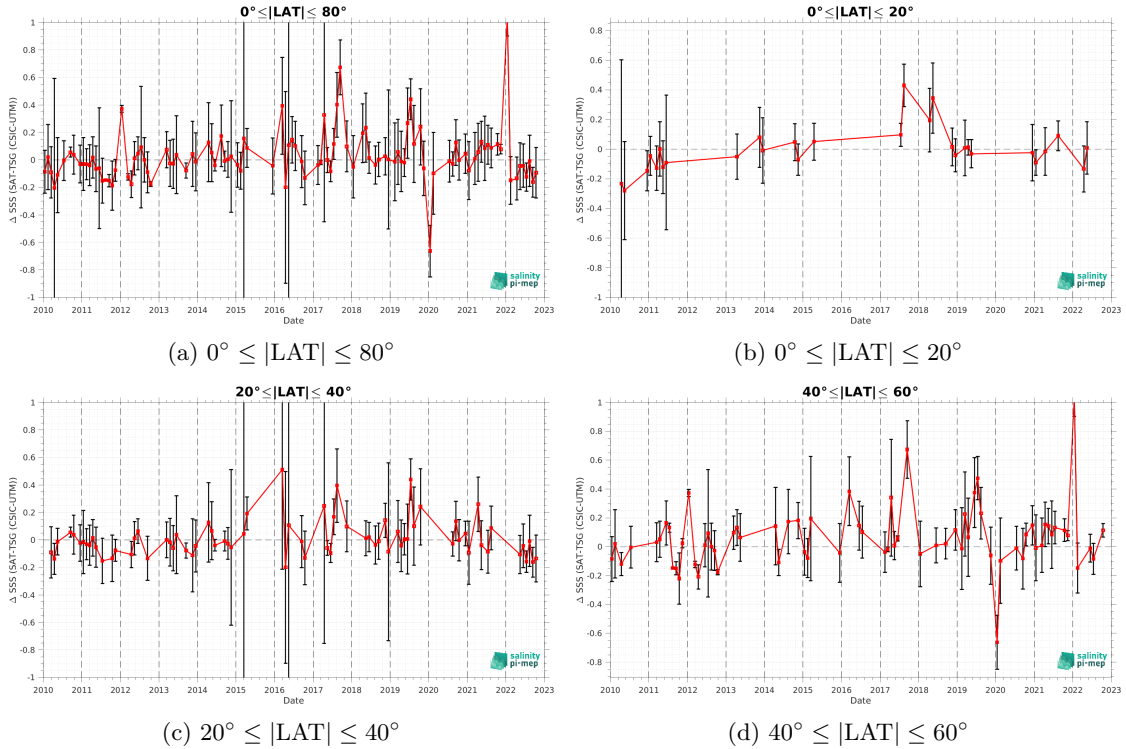 0°≤|LAT|≤ 80°
Δ SSS (SAT-TSG (CSIC-UTM))
1
0.8
0.6
0.4
0.2
0
-0.2
-0.4
-0.6
-0.8
-1
salinity
pi-mep
2010 2011 2012 2013 2014 2015 2016 2017 2018 2019 2020 2021 2022 2023
Date
(a) 0° ≤ |LAT| ≤ 80°
0°≤|LAT|≤ 20°
Δ SSS (SAT-TSG (CSIC-UTM))
0.8
0.6
0.4
0.2
0
-0.2
-0.4
-0.6
-0.8
-1
salinity
pi-mep
2010 2011 2012 2013 2014 2015 2016 2017 2018 2019 2020 2021 2022 2023
Date
(b) 0° ≤ |LAT| ≤ 20°
20°≤|LAT|≤ 40°
Δ SSS (SAT-TSG (CSIC-UTM))
1
0.8
0.6
0.4
0.2
0
-0.2
-0.4
-0.6
-0.8
-1
salinity
pi-mep
2010 2011 2012 2013 2014 2015 2016 2017 2018 2019 2020 2021 2022 2023
Date
(c) 20° ≤ |LAT| ≤ 40°
40°≤|LAT|≤ 60°
Δ SSS (SAT-TSG (CSIC-UTM))
1
0.8
0.6
0.4
0.2
0
-0.2
-0.4
-0.6
-0.8
salinity
pi-mep
2010 2011 2012 2013 2014 2015 2016 2017 2018 2019 2020 2021 2022 2023
Date
(d) 40° ≤ |LAT| ≤ 60°